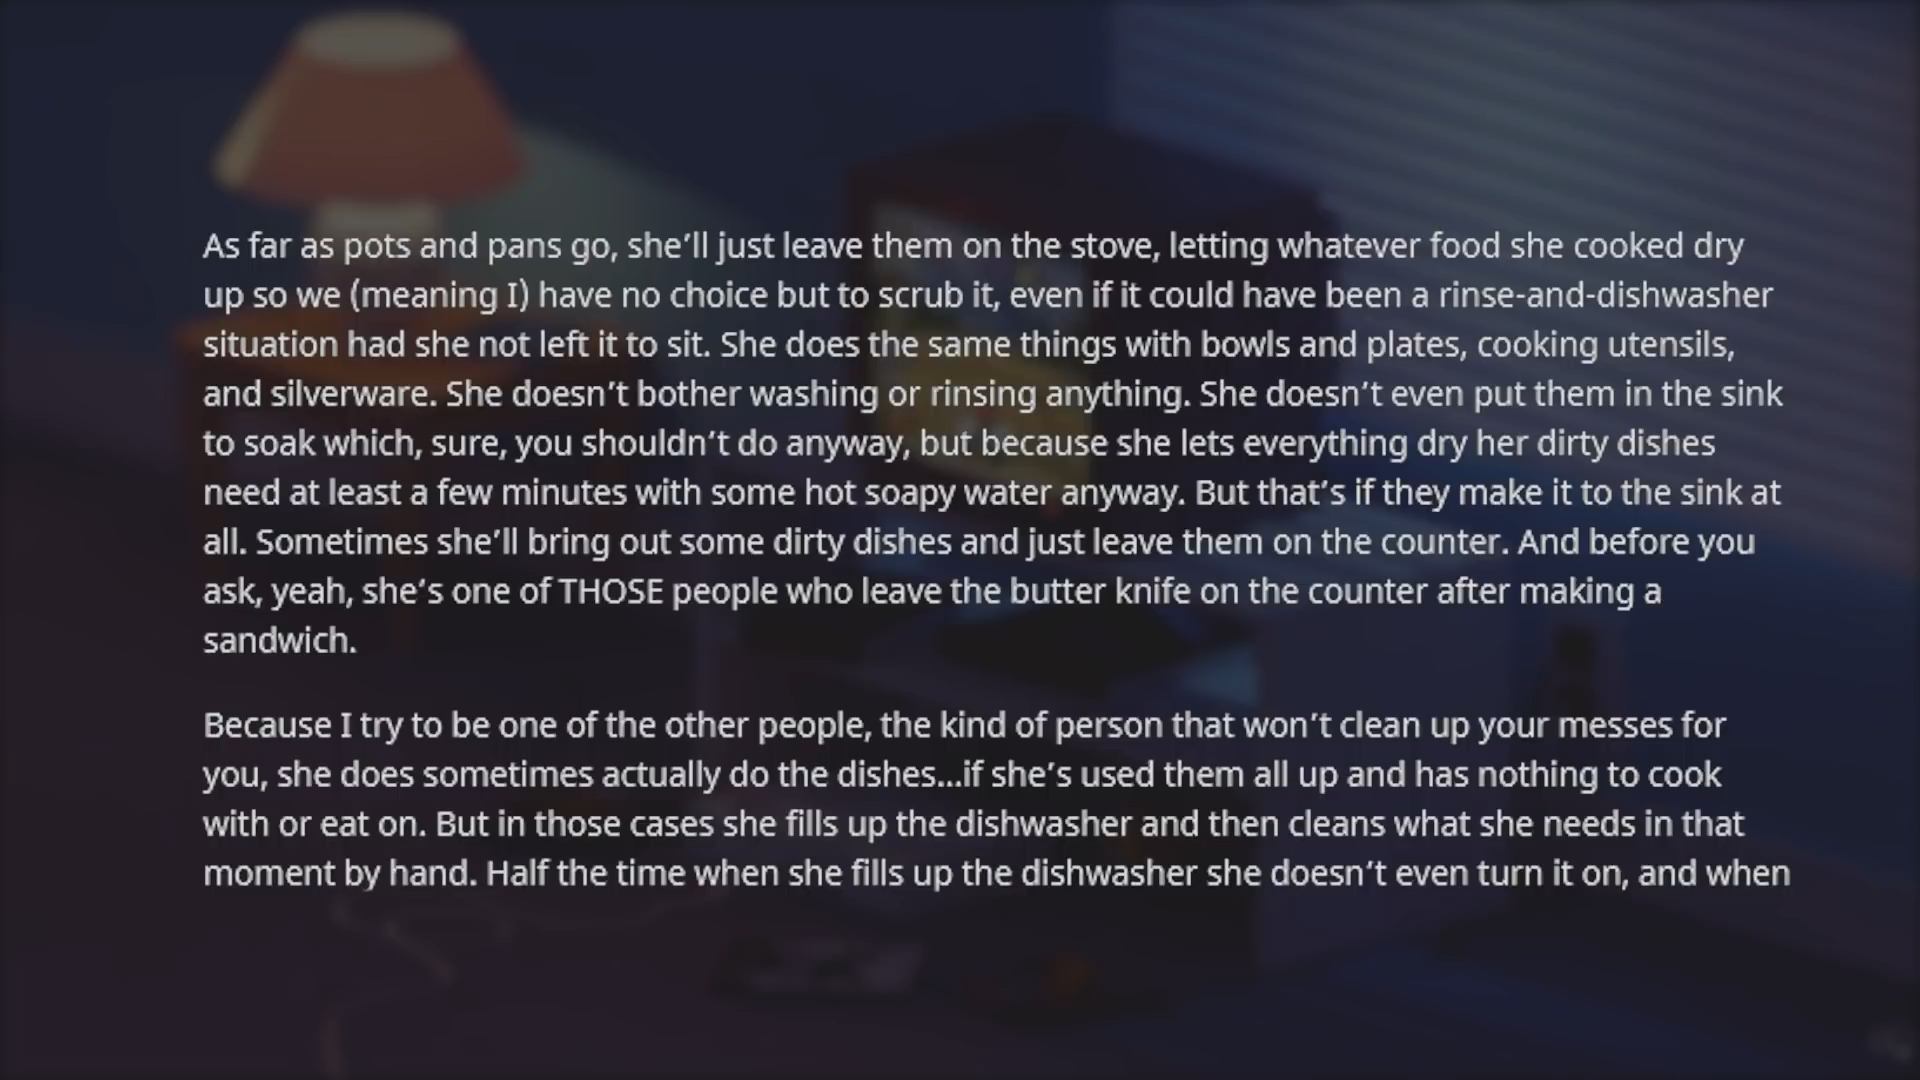 As far as pots and pans go, she’ll just leave them on the stove, letting whatever food she cooked dry
up so we (meaning I) have no choice but to scrub it, even if it could have been a rinse-and-dishwasher
situation had she not left it to sit. She does the same things with bowls and plates, cooking utensils,
and silverware. She doesn’t bother washing or rinsing anything. She doesn’t even put them in the sink
to soak which, sure, you shouldn’t do anyway, but because she lets everything dry her dirty dishes
need at least a few minutes with some hot soapy water anyway. But that’s if they make it to the sink at
all. Sometimes she’ll bring out some dirty dishes and just leave them on the counter. And before you
ask, yeah, she’s one of THOSE people who leave the butter knife on the counter after making a
sandwich.
Because I try to be one of the other people, the kind of person that won’t clean up your messes for
you, she does sometimes actually do the dishes...if she’s used them all up and has nothing to cook
with or eat on. But in those cases she fills up the dishwasher and then cleans what she needs in that
moment by hand. Half the time when she fills up the dishwasher she doesn’t even turn it on, and when